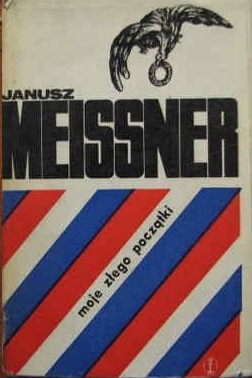 JANUSZ
MEISSNER
moje złego początki